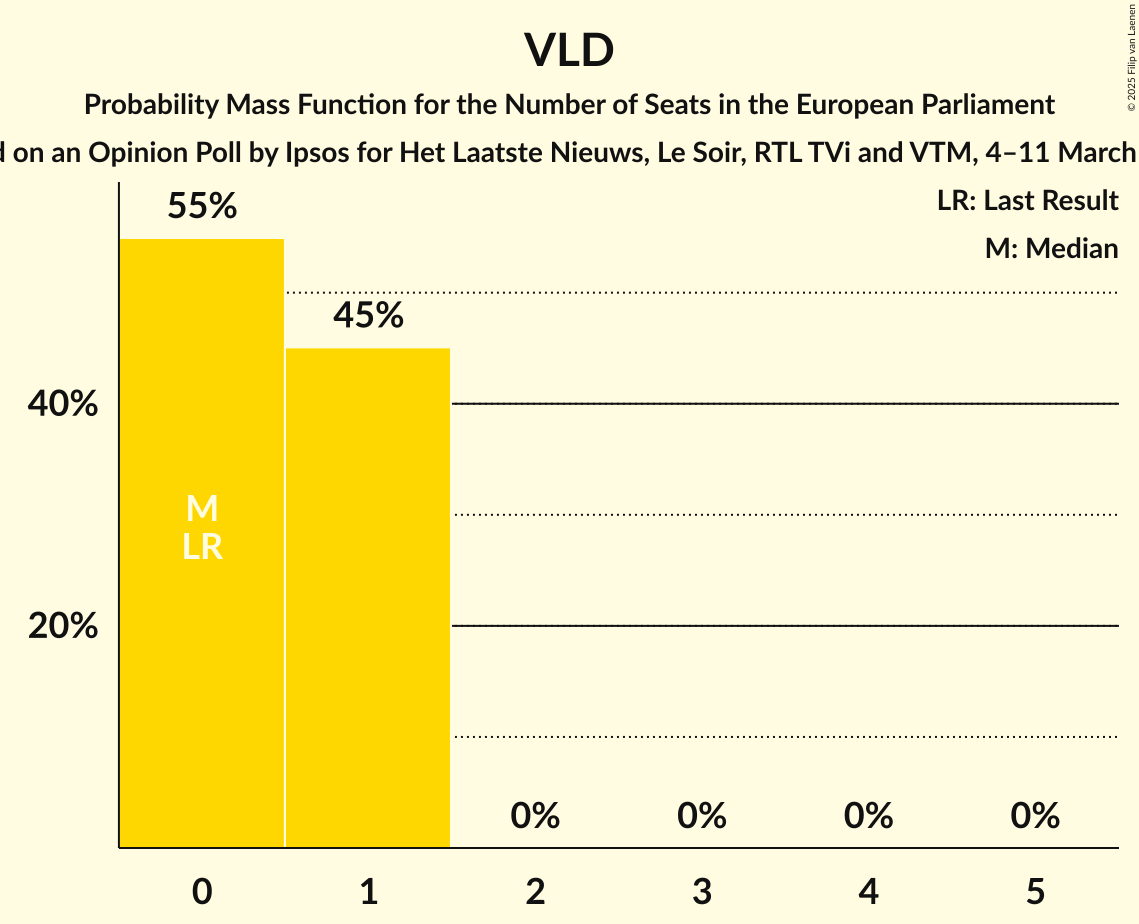 VLD
Probability Mass Function for the Number of Seats in the European Parliament
on an Opinion Poll by Ipsos for Het Laatste Nieuws, Le Soir, RTL TVi and VTM, 4–11 March
© 2025 Filip van Laenen
LR: Last Result
M: Median
55%
45%
40%
M
LR
20%
0% 0% 0% 0%
0 1 2 3 4 5